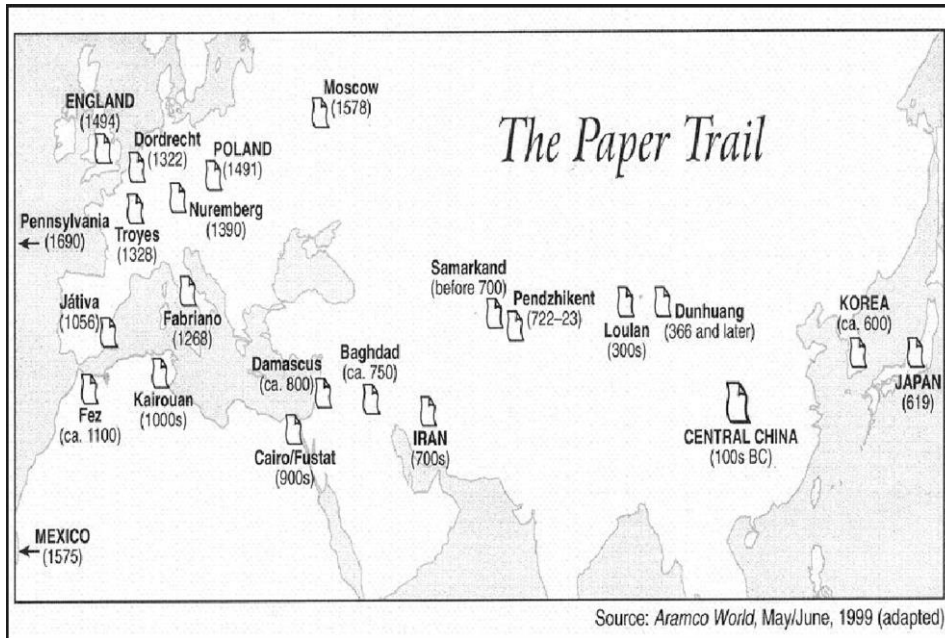 The Paper Trail
Moscow
(1578)
ENGLAND
(1494)
Dordrecht
(1322)
POLAND
(1491)
Nuremberg
(1390)
Pennsylvania
(1690)
Troyes
(1328)
Játiva
(1056)
Fabriano
(1268)
Samarkand
(before 700)
Pendzhikent
(722–23)
Loulan
(300s)
Dunhuang
(366 and later)
KOREA
(ca. 600)
JAPAN
(619)
Fez
(ca. 1100)
Kairouan
(1000s)
Damascus
(ca. 800)
Baghdad
(ca. 750)
Cairo/Fustat
(900s)
IRAN
(700s)
CENTRAL CHINA
(100s BC)
MEXICO
(1575)
Source: Aramco World, May/June, 1999 (adapted)